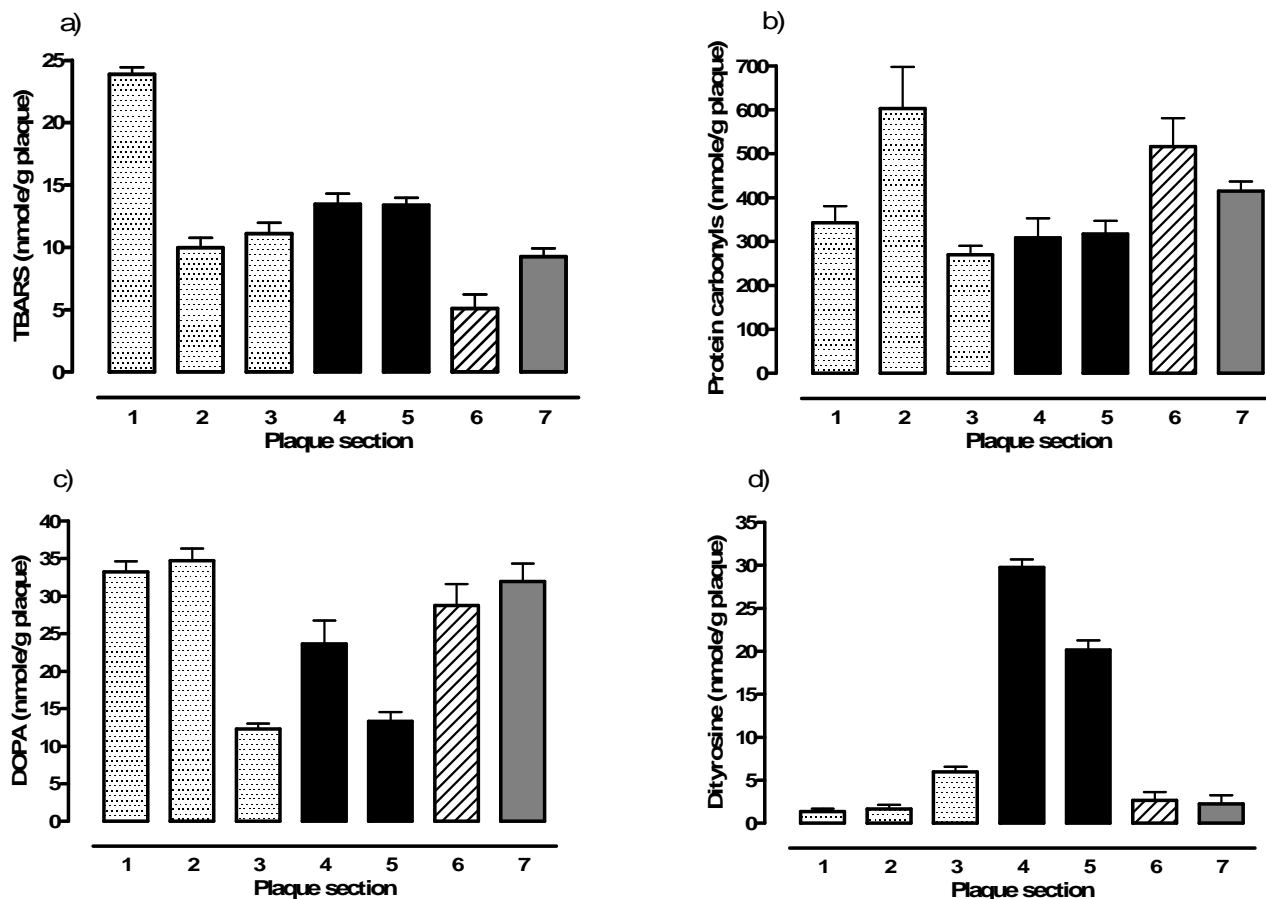 a)
TBARS (nmole/g plaque)
25
20
15
10
5
0
1 2 3 4 5 6 7
Plaque section
b)
Protein carbonyls (nmole/g plaque)
700
600
500
400
300
200
100
0
1 2 3 4 5 6 7
Plaque section
c)
DOPA (nmole/g plaque)
40
35
30
25
20
15
10
5
0
1 2 3 4 5 6 7
Plaque section
d)
Dityrosine (nmole/g plaque)
35
30
25
20
15
10
5
0
1 2 3 4 5 6 7
Plaque section